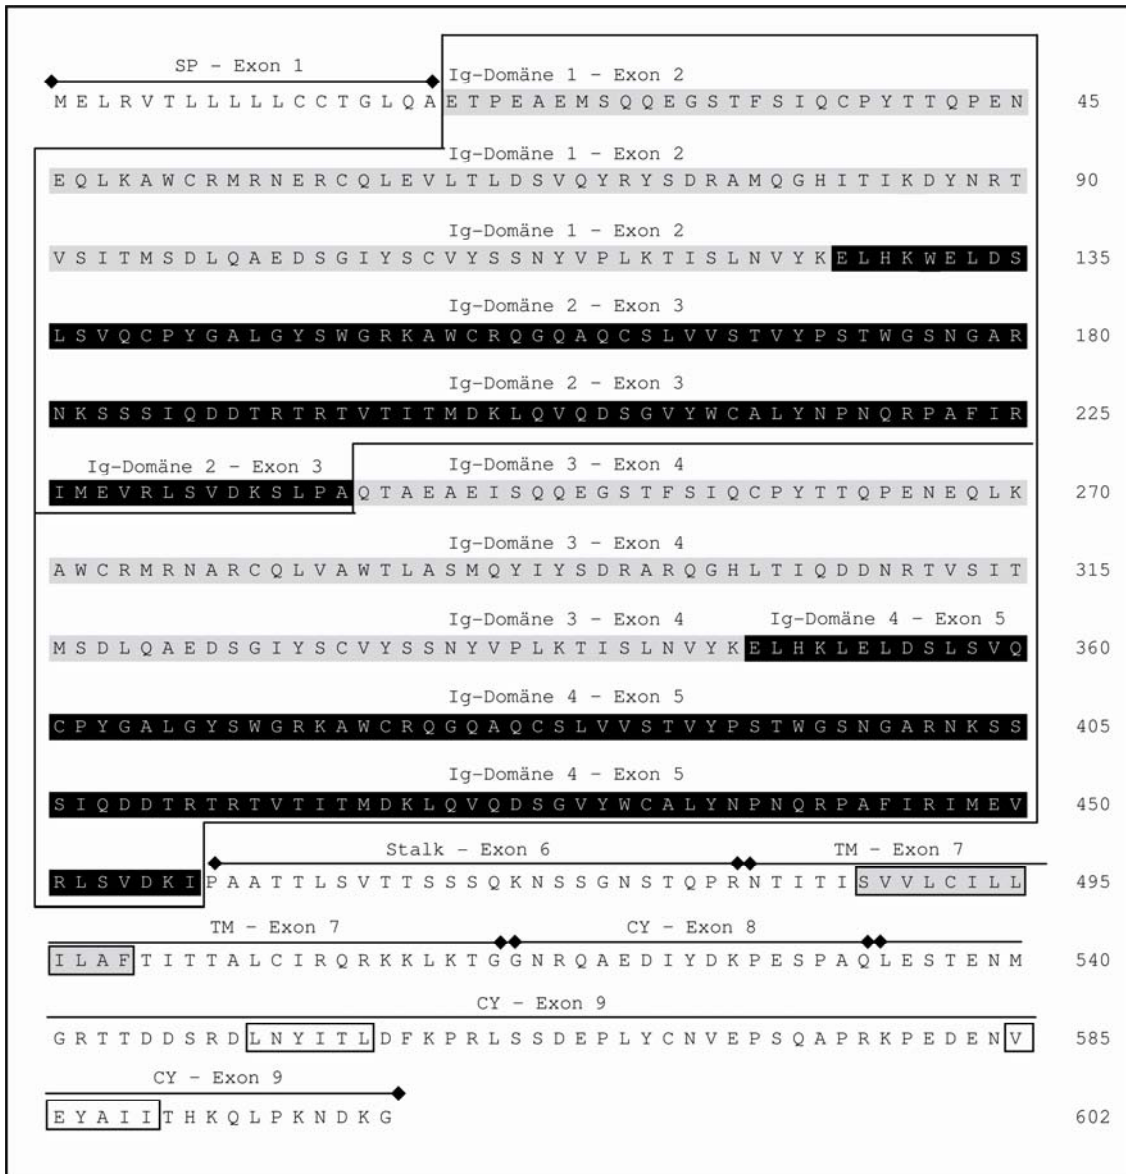 SP – Exon 1
Ig-Domäne 1 – Exon 2
M E L R V T L L L L L C C T G L Q A E T P E A E M S Q Q E G S T F S I Q C P Y T T Q P E N 45
Ig-Domäne 1 – Exon 2
E Q L K A W C R M R N E R C Q L E V L T L D S V Q Y R Y S D R A M Q G H I T I K D Y N R T 90
Ig-Domäne 1 – Exon 2
V S I T M S D L Q A E D S G I Y S C V Y S S N Y V P L K T I S L N V Y K E L H K W E L D S 135
Ig-Domäne 2 – Exon 3
L S V Q C P Y G A L G Y S W G R K A W C R Q G Q A Q C S L V V S T V Y P S T W G S N G A R 180
Ig-Domäne 2 – Exon 3
N K S S S I Q D D T R T R T V T I T M D K L Q V Q D S G V Y W C A L Y N P N Q R P A F I R 225
Ig-Domäne 2 – Exon 3 Ig-Domäne 3 – Exon 4
I M E V R L S V D K S L P A Q T A E A E I S Q Q E G S T F S I Q C P Y T T Q P E N E Q L K 270
Ig-Domäne 3 – Exon 4
A W C R M R N A R C Q L V A W T L A S M Q Y I Y S D R A R Q G H L T I Q D D N R T V S I T 315
Ig-Domäne 3 – Exon 4 Ig-Domäne 4 – Exon 5
M S D L Q A E D S G I Y S C V Y S S N Y V P L K T I S L N V Y K E L H K L E L D S L S V Q 360
Ig-Domäne 4 – Exon 5
C P Y G A L G Y S W G R K A W C R Q G Q A Q C S L V V S T V Y P S T W G S N G A R N K S S 405
Ig-Domäne 4 – Exon 5
S I Q D D T R T R T V T I T M D K L Q V Q D S G V Y W C A L Y N P N Q R P A F I R I M E V 450
Stalk – Exon 6 TM – Exon 7
R L S V D K I P A A T T L S V T T S S S Q K N S S G N S T Q P R N T I T I S V V L C I L L 495
TM – Exon 7 CY – Exon 8
I L A F T I T T A L C I R Q R K K L K T G G N R Q A E D I Y D K P E S P A Q L E S T E N M 540
CY – Exon 9
G R T T D D S R D L N Y I T L D F K P R L S S D E P L Y C N V E P S Q A P R K P E D E N V 585
CY – Exon 9
E Y A I I T H K Q L P K N D K G 602